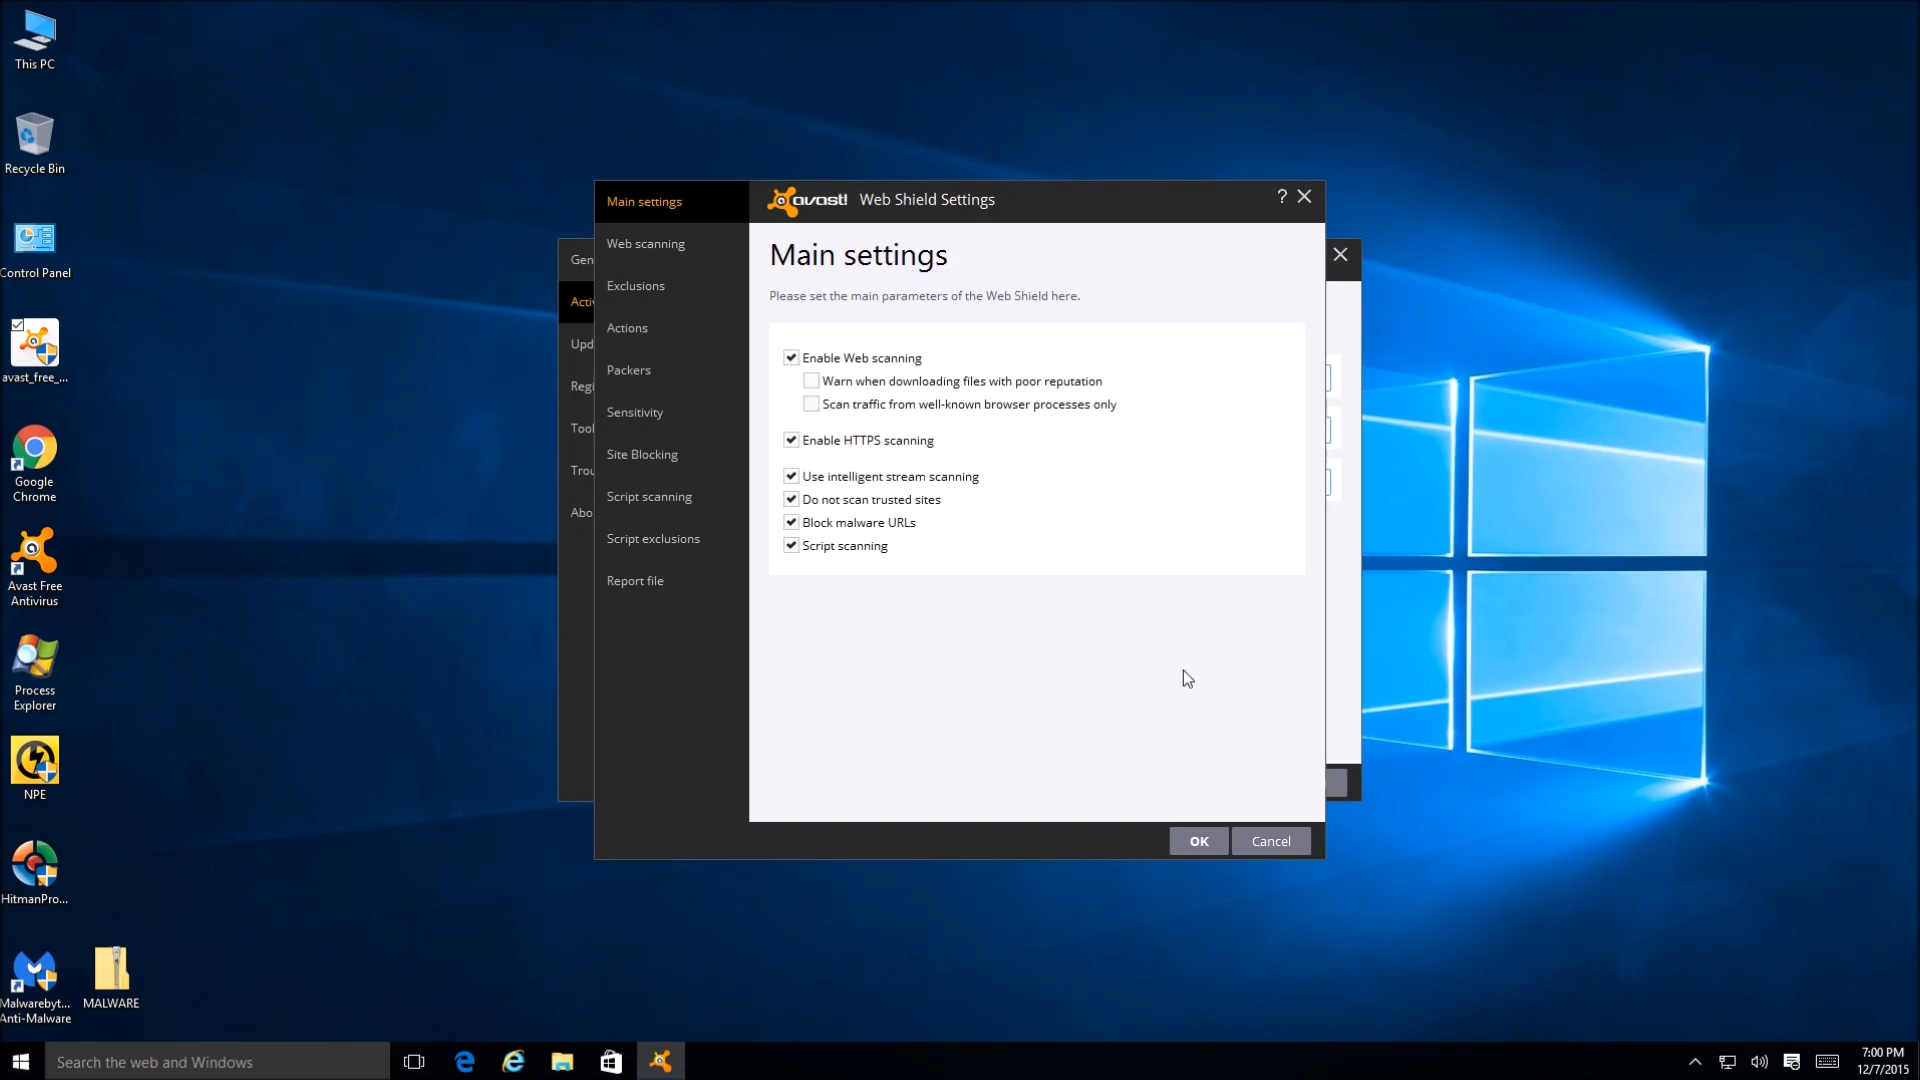 This PC
Recycle Bin
Control Panel
avast_free_...
Google
Chrome
Avast Free
Antivirus
Process
Explorer
NPE
HitmanPro...
Malwarebyt...
Anti-Malware
MALWARE
Gen
Acti
Upd
Regi
Tool
Trou
Abo
Main settings
Web scanning
Exclusions
Actions
Packers
Sensitivity
Site Blocking
Script scanning
Script exclusions
Report file
avast! Web Shield Settings
?
Main settings
Please set the main parameters of the Web Shield here.
Enable Web scanning
Warn when downloading files with poor reputation
Scan traffic from well-known browser processes only
Enable HTTPS scanning
Use intelligent stream scanning
Do not scan trusted sites
Block malware URLs
Script scanning
OK Cancel
Search the web and Windows
7:00 PM
12/7/2015